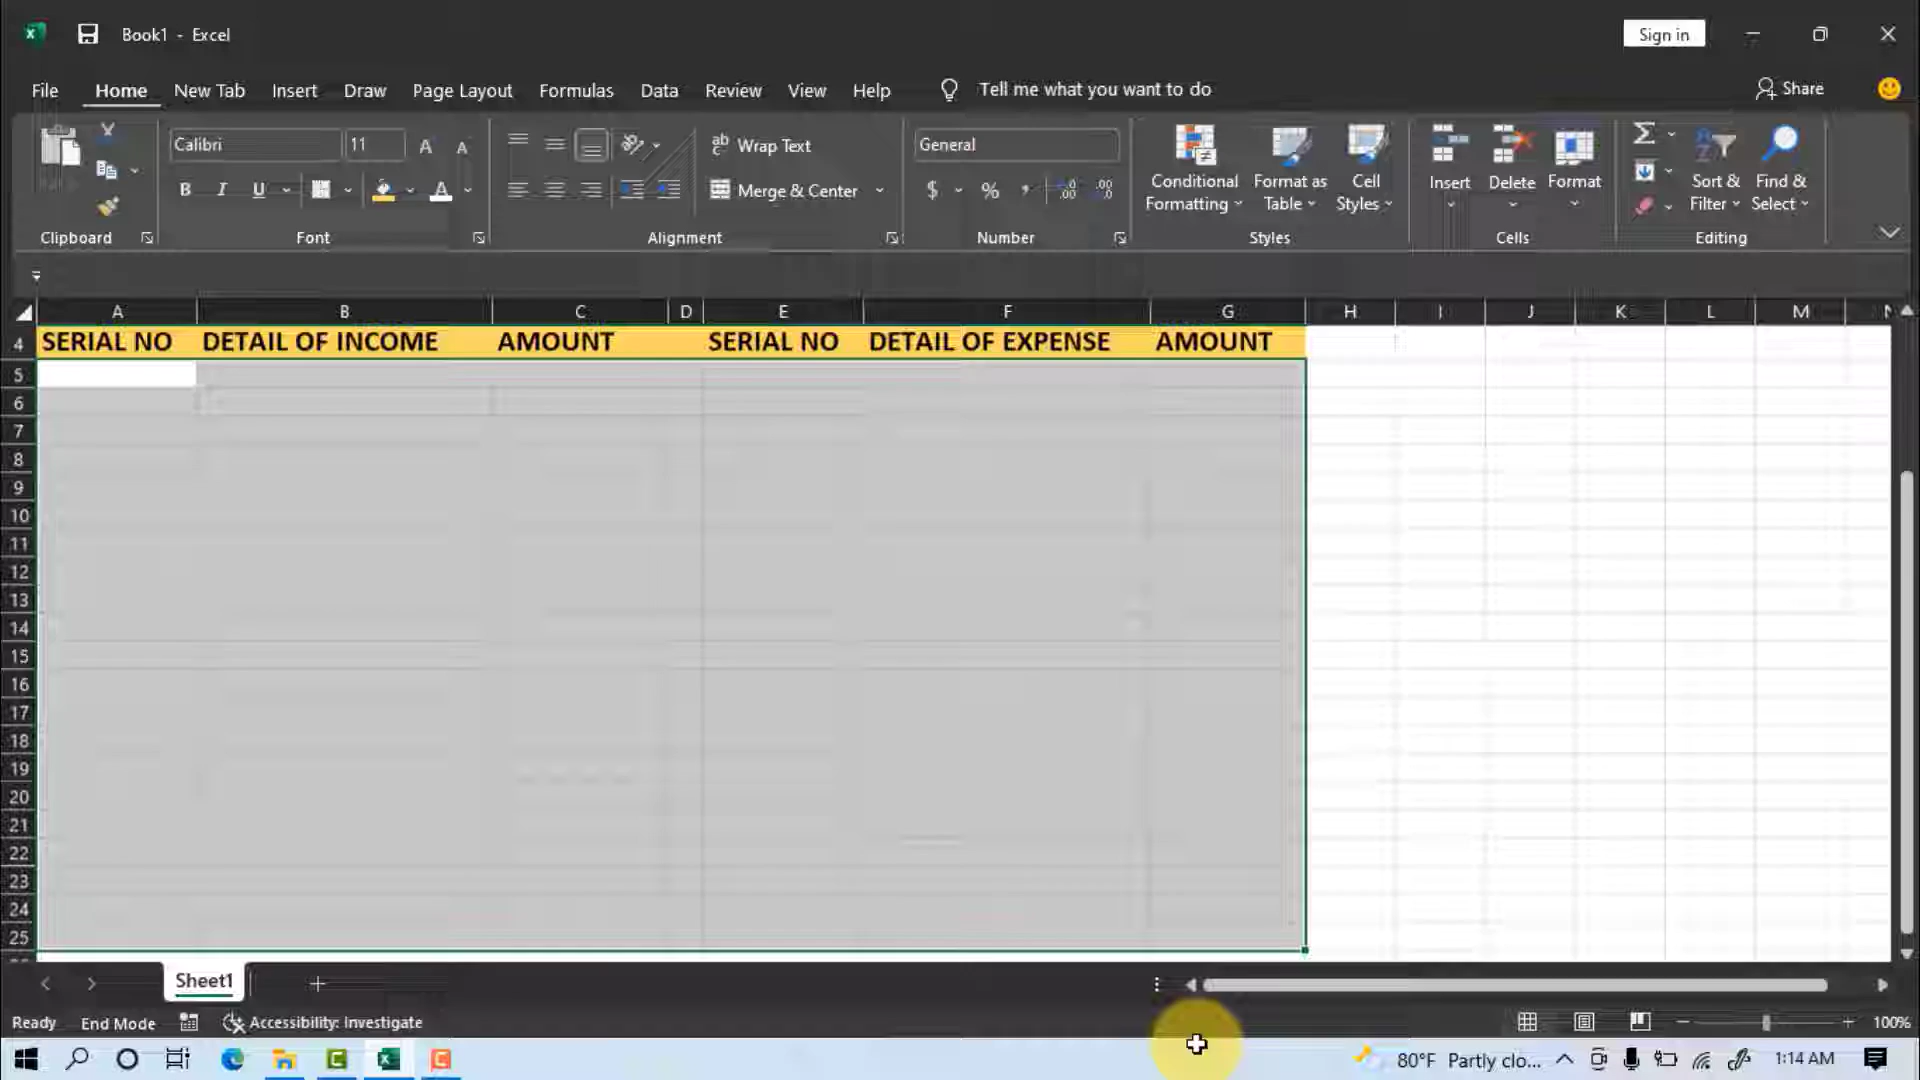 Book1 - Excel
Sign in
File Home New Tab Insert Draw Page Layout Formulas Data Review View Help Tell me what you want to do Share
Calibri 11 A A ab Wrap Text General
B I U A Merge & Center $ % , .00
Conditional Formatting Format as Table Cell Styles Insert Delete Format Sort & Filter Find & Select
Clipboard Font Alignment Number Styles Cells Editing
A B C D E F G H I J K L M
4 SERIAL NO DETAIL OF INCOME AMOUNT SERIAL NO DETAIL OF EXPENSE AMOUNT
5
6
7
8
9
10
11
12
13
14
15
16
17
18
19
20
21
22
23
24
25
Sheet1
Ready End Mode Accessibility: Investigate 100%
80°F Partly clo... 1:14 AM